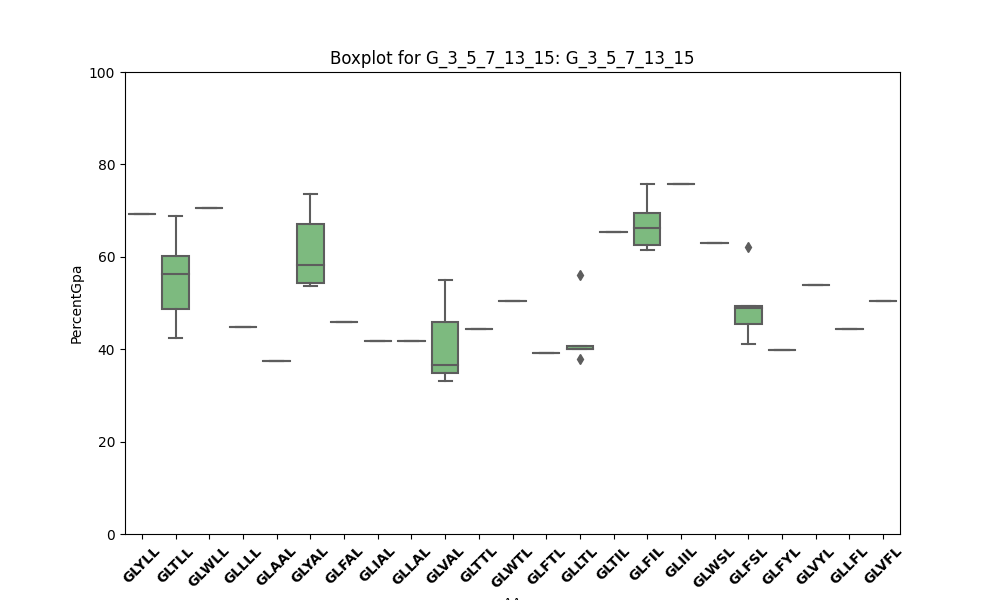 Boxplot for G_3_5_7_13_15: G_3_5_7_13_15
PercentGpa
100
80
60
40
20
0
GLYLL
GLTLL
GLWLL
GLLLL
GLAAL
GLYAL
GLFAL
GLIAL
GLLAL
GLVAL
GLTTL
GLWTL
GLFTL
GLLTL
GLTIL
GLFIL
GLIIL
GLWSL
GLFSL
GLFYL
GLVYL
GLLFL
GLVFL